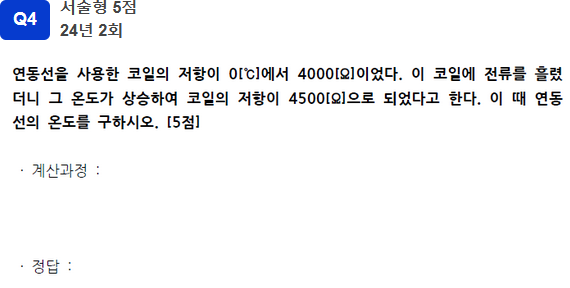 Q4
서술형 5점
24년 2회
연동선을 사용한 코일의 저항이 0[℃]에서 4000[Ω]이었다. 이 코일에 전류를 흘렸
더니 그 온도가 상승하여 코일의 저항이 4500[Ω]으로 되었다고 한다. 이 때 연동
선의 온도를 구하시오. [5점]
· 계산과정 :
· 정답 :